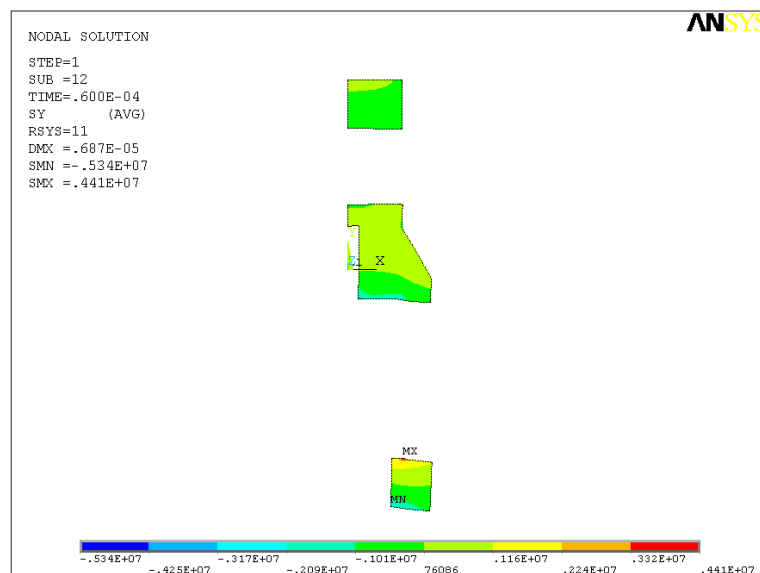 ANSYS
NODAL SOLUTION
STEP=1
SUB =12
TIME=.600E-04
SY (AVG)
RSYS=11
DMX =.687E-05
SMN =-.534E+07
SMX =.441E+07
X
MX
MN
-.534E+07 -.317E+07 -.101E+07 .116E+07 .332E+07
-.425E+07 -.209E+07 76086 .224E+07 .441E+07